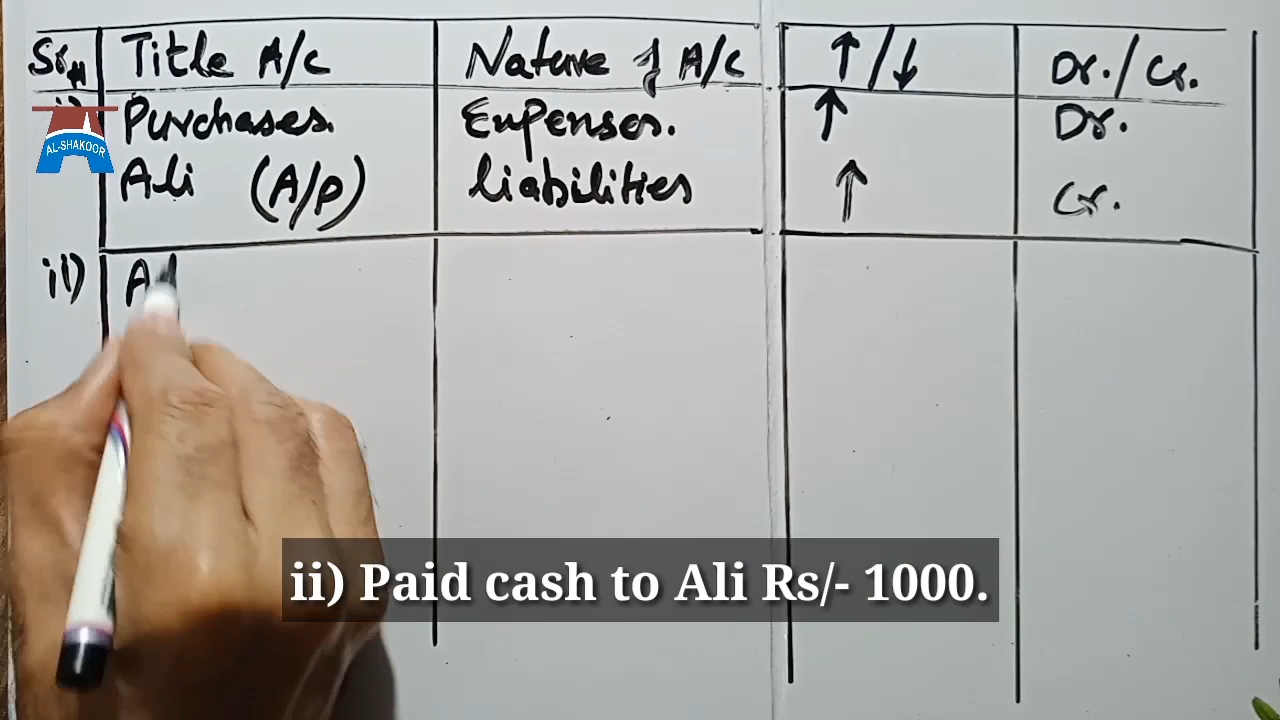 Sr# Title A/C Nature of A/C ↑/↓ Dr./Cr.
i) Purchases. Expenses. ↑ Dr.
AL-SHAKOOR
Ali (A/P) liabilities ↑ Cr.
ii) Al
ii) Paid cash to Ali Rs/- 1000.